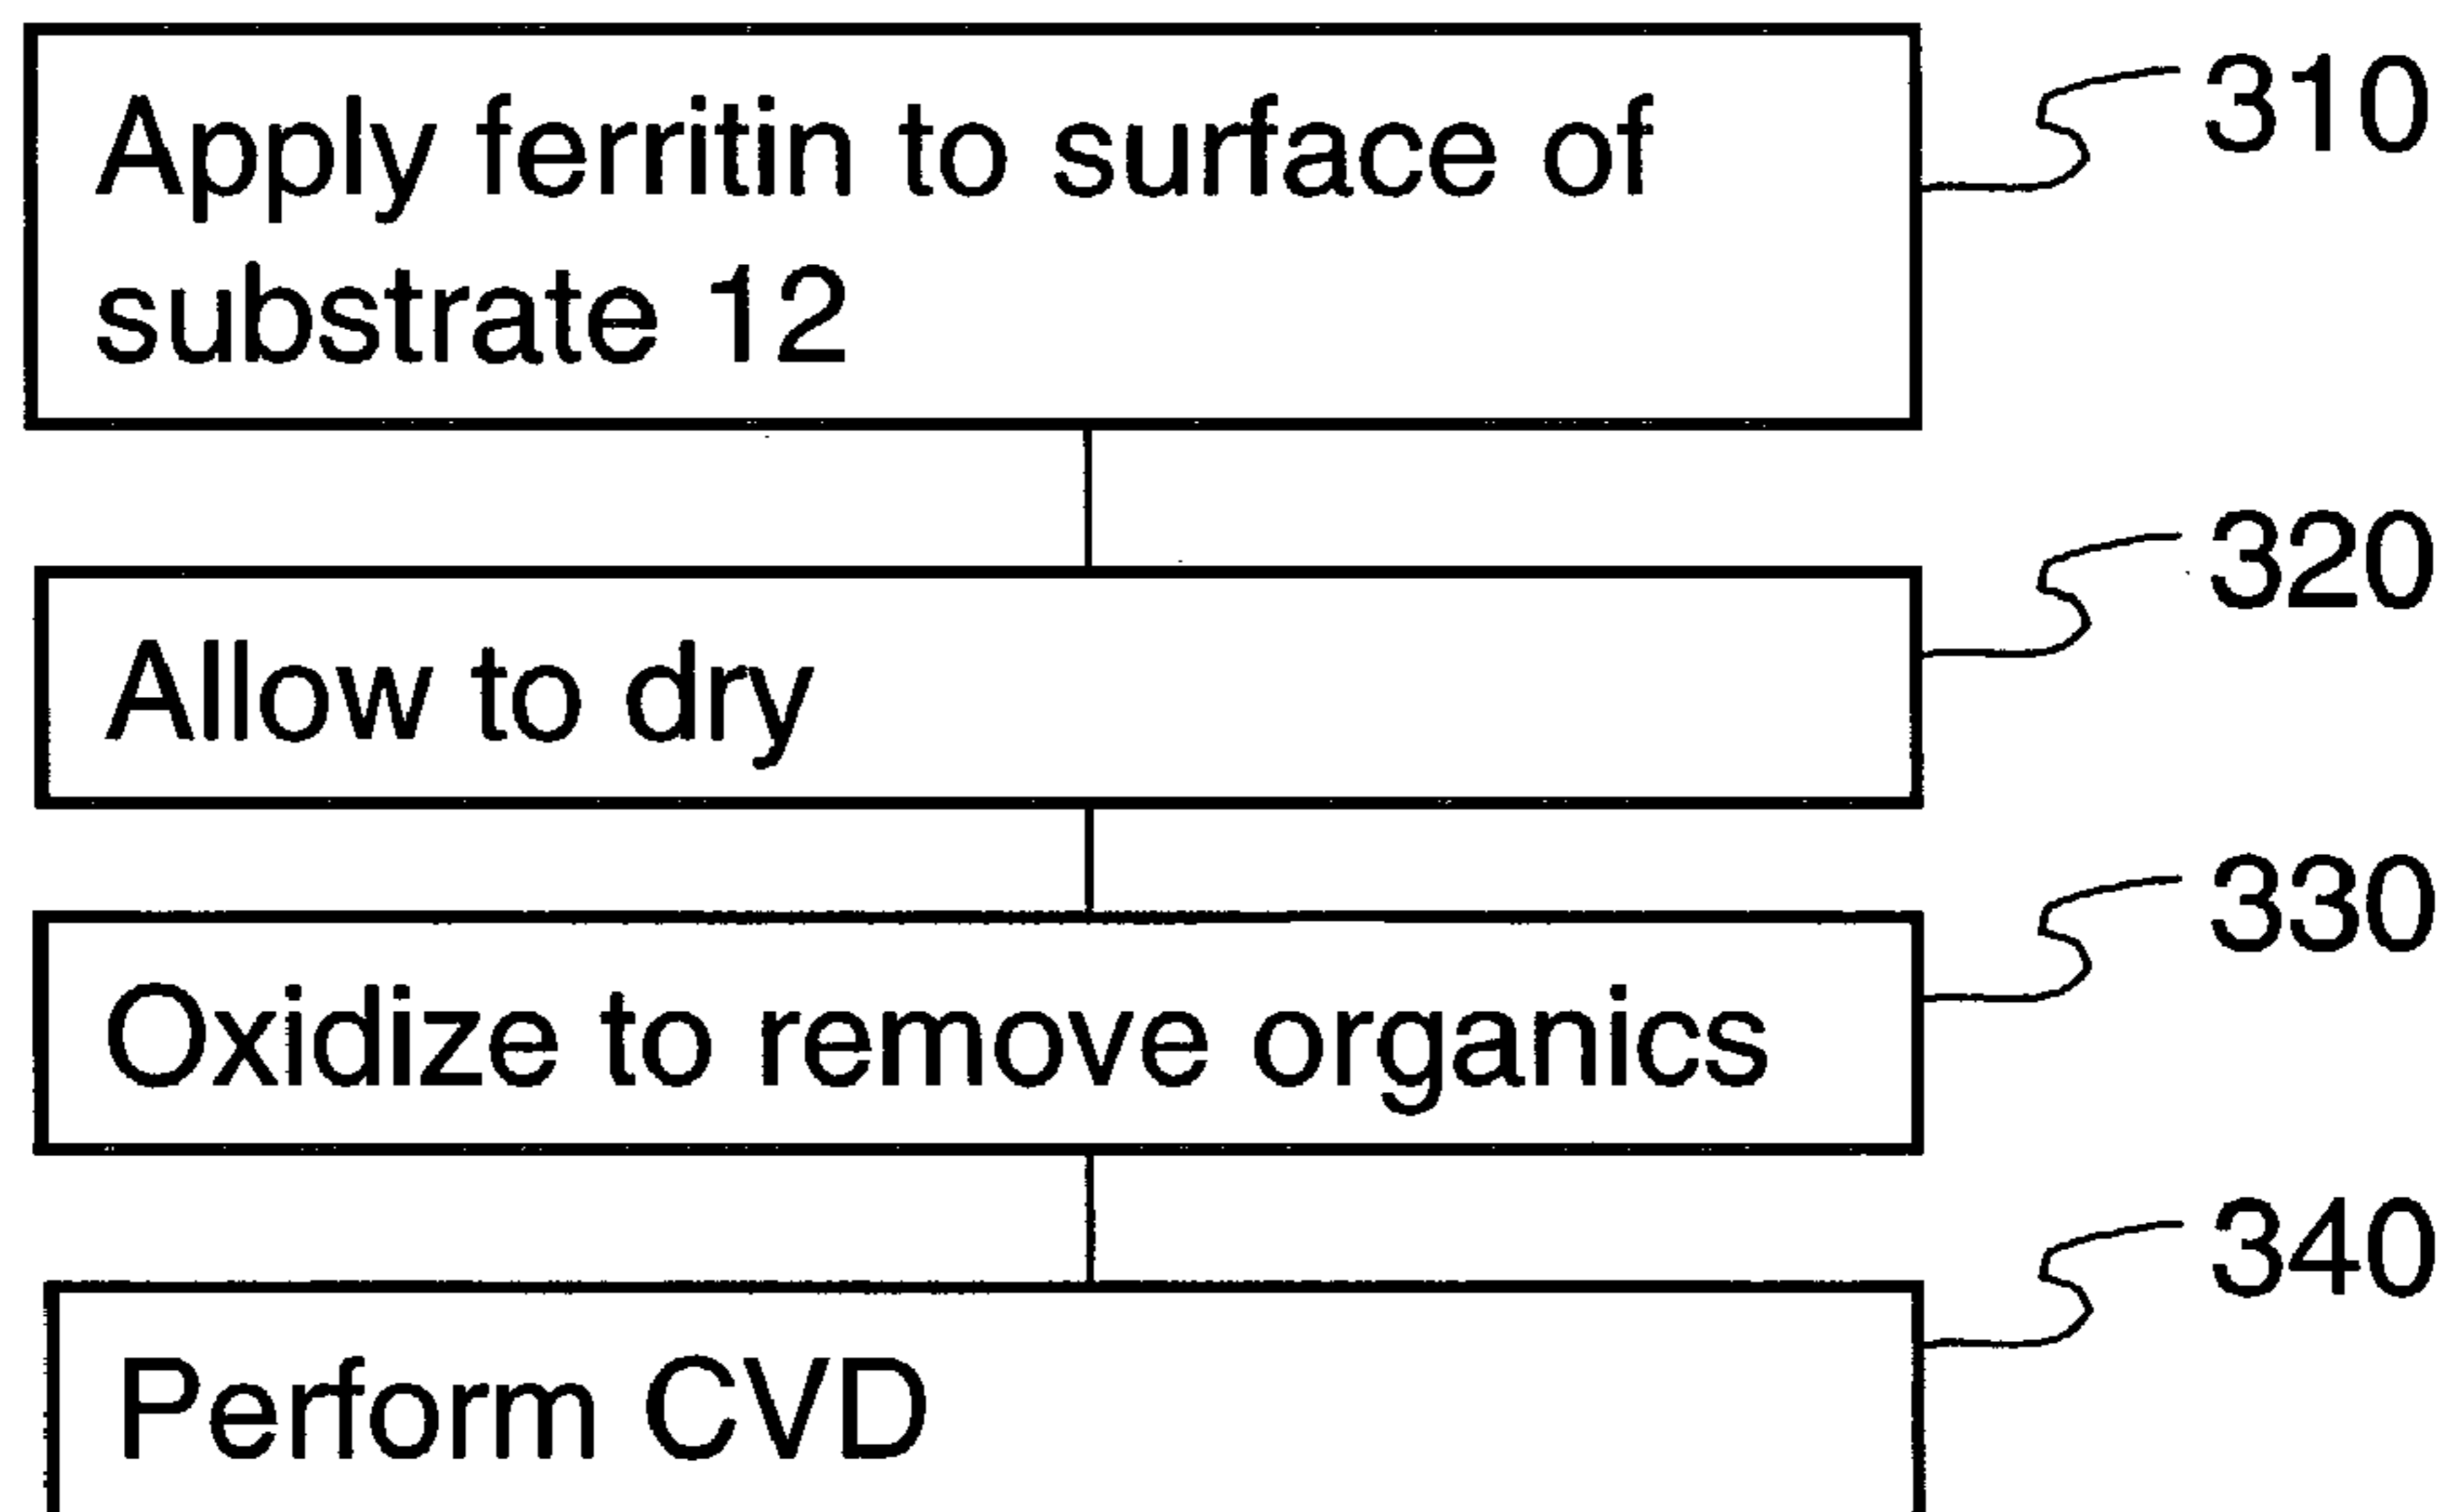 Apply ferritin to surface of
substrate 12
310
Allow to dry
320
Oxidize to remove organics
330
Perform CVD
340